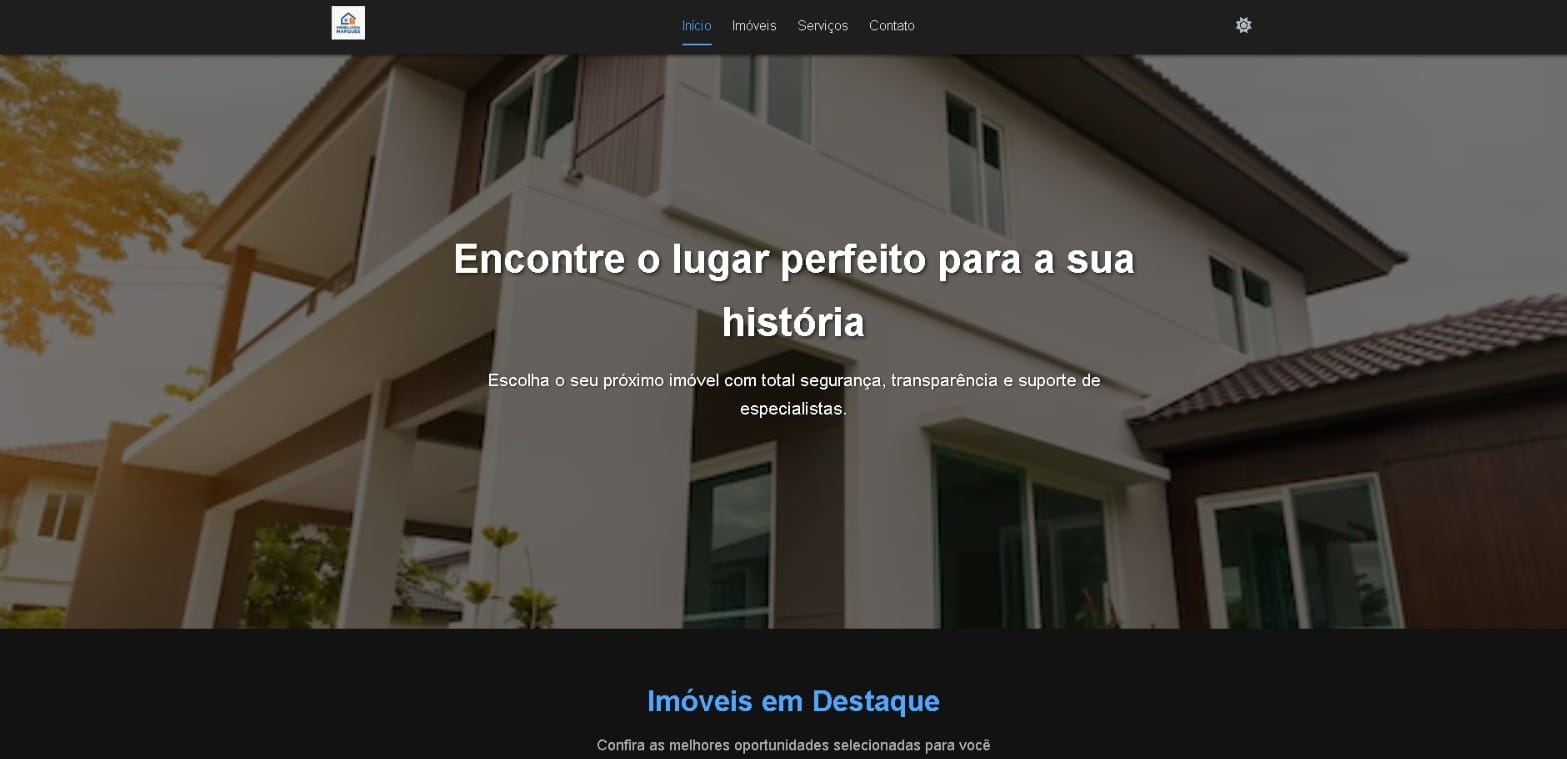 MARQUES
Início Imóveis Serviços Contato
Encontre o lugar perfeito para a sua
história
Escolha o seu próximo imóvel com total segurança, transparência e suporte de
especialistas.
Imóveis em Destaque
Confira as melhores oportunidades selecionadas para você